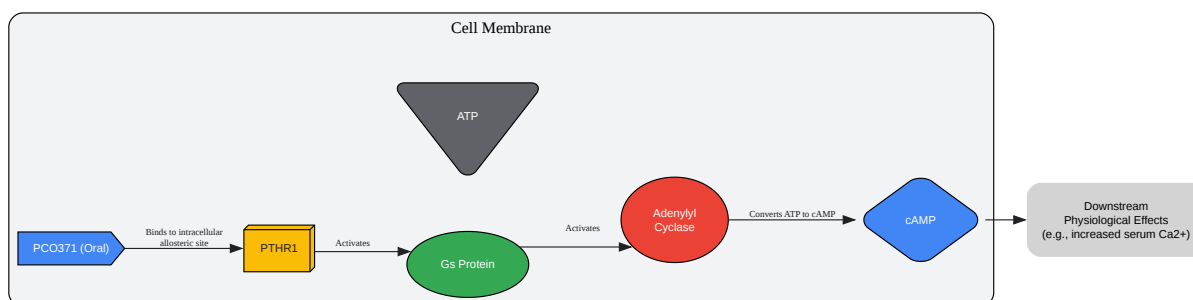 Cell Membrane
ATP
PCO371 (Oral)
Binds to intracellular
allosteric site
PTHR1
Activates
Gs Protein
Activates
Adenylyl
Cyclase
Converts ATP to cAMP
cAMP
Downstream
Physiological Effects
(e.g., increased serum Ca2+)